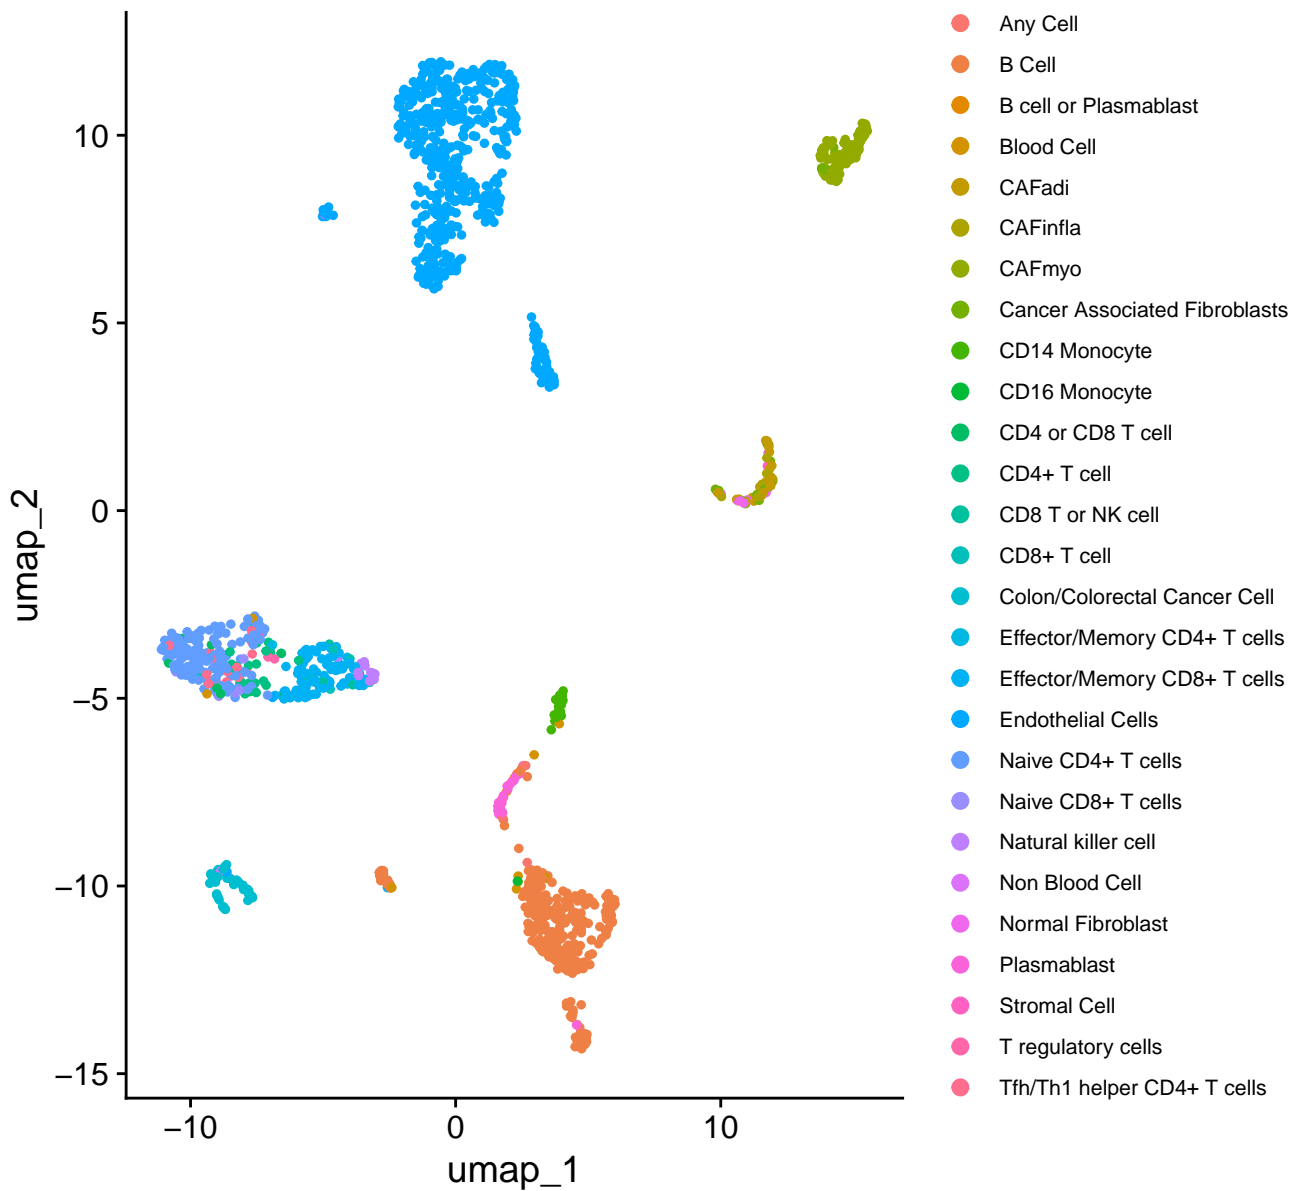 umap_2
10
5
0
−5
−10
−15
−10
0
10
umap_1
Any Cell
B Cell
B cell or Plasmablast
Blood Cell
CAFadi
CAFinfla
CAFmyo
Cancer Associated Fibroblasts
CD14 Monocyte
CD16 Monocyte
CD4 or CD8 T cell
CD4+ T cell
CD8 T or NK cell
CD8+ T cell
Colon/Colorectal Cancer Cell
Effector/Memory CD4+ T cells
Effector/Memory CD8+ T cells
Endothelial Cells
Naive CD4+ T cells
Naive CD8+ T cells
Natural killer cell
Non Blood Cell
Normal Fibroblast
Plasmablast
Stromal Cell
T regulatory cells
Tfh/Th1 helper CD4+ T cells